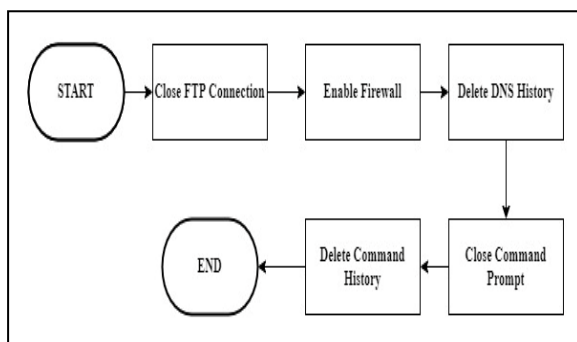 START
Close FTP Connection
Enable Firewall
Delete DNS History
Close Command
Prompt
Delete Command
History
END